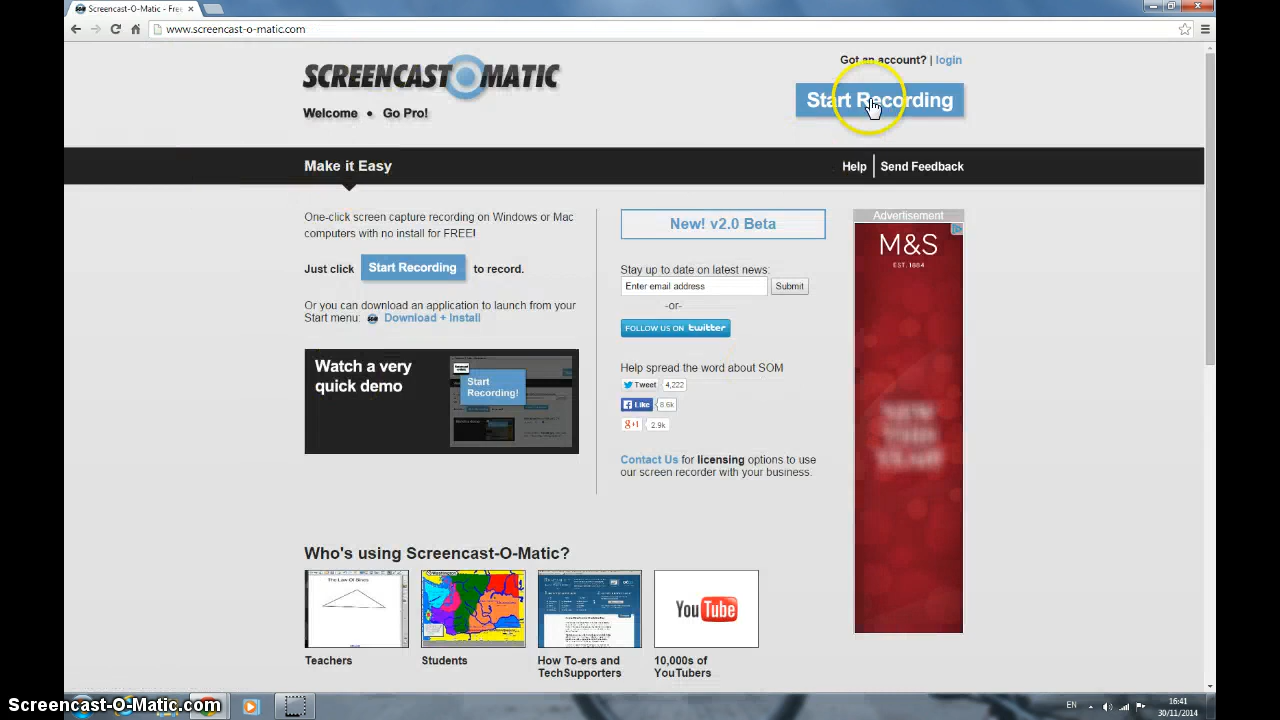 Screencast-O-Matic - Free
www.screencast-o-matic.com
SCREENCAST O MATIC
Got an account? | login
Start Recording
Welcome • Go Pro!
Make it Easy
Help | Send Feedback
One-click screen capture recording on Windows or Mac
computers with no install for FREE!
Just click Start Recording to record.
Or you can download an application to launch from your
Start menu: Download + Install
Watch a very
quick demo
Start
Recording!
New! v2.0 Beta
Stay up to date on latest news:
Enter email address Submit
-or-
FOLLOW US ON twitter
Help spread the word about SOM
Tweet 4,222
Like 6.6k
g+1 2.9k
Contact Us for licensing options to use
our screen recorder with your business.
Advertisement
M&S
EST. 1884
Who's using Screencast-O-Matic?
The Law Of Sines
You Tube
Teachers
Students
How To-ers and
TechSupporters
10,000s of
YouTubers
Screencast-O-Matic.com
EN
16:41
30/11/2014